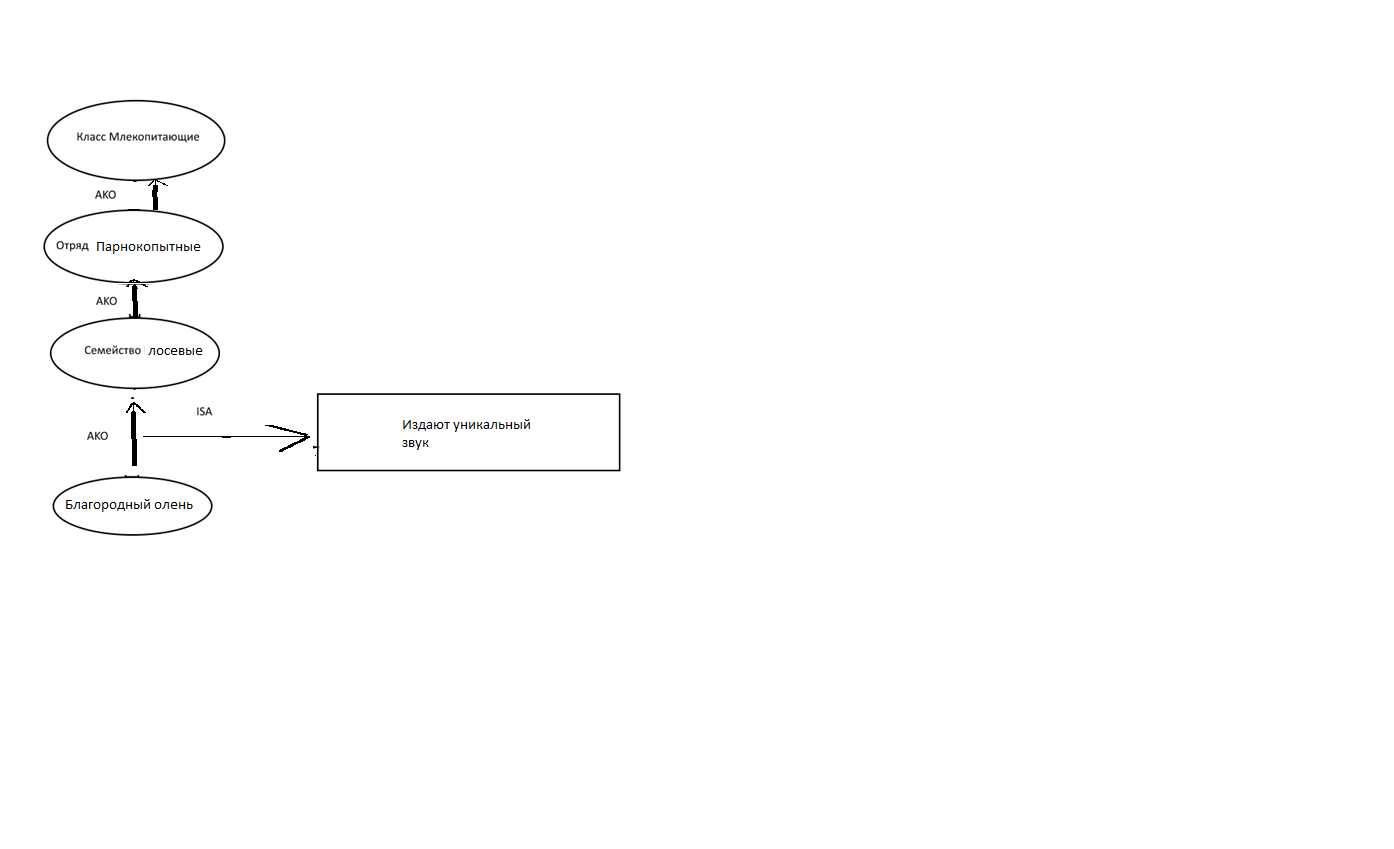 Класс Млекопитающие
АКО
Отряд Парнокопытные
АКО
Семейство лосевые
ISA
Издают уникальный
звук
АКО
Благородный олень